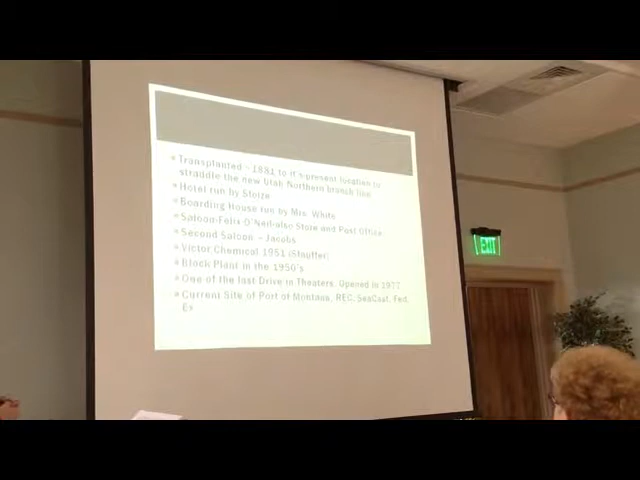 Transplanted ~1881 to it's present location to
straddle the new Utah Northern branch line
Hotel run by Stolze
Boarding House run by Mrs. White
Saloon-Felix O'Neil-also Store and Post Office
Second Saloon - Jacobs
Victor Chemical 1951 (Stauffer)
Block Plant in the 1950's
One of the last Drive in Theaters. Opened in 1977
Current Site of Port of Montana, REC, SeaCast, Fed
Ex
EXIT